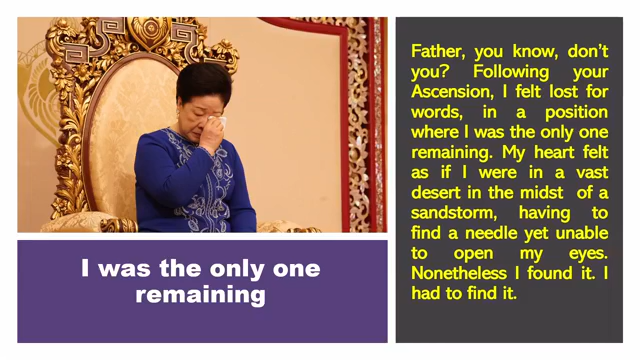 I was the only one
remaining
Father, you know, don't
you? Following your
Ascension, I felt lost for
words, in a position
where I was the only one
remaining. My heart felt
as if I were in a vast
desert in the midst of a
sandstorm, having to
find a needle yet unable
to open my eyes.
Nonetheless I found it. I
had to find it.